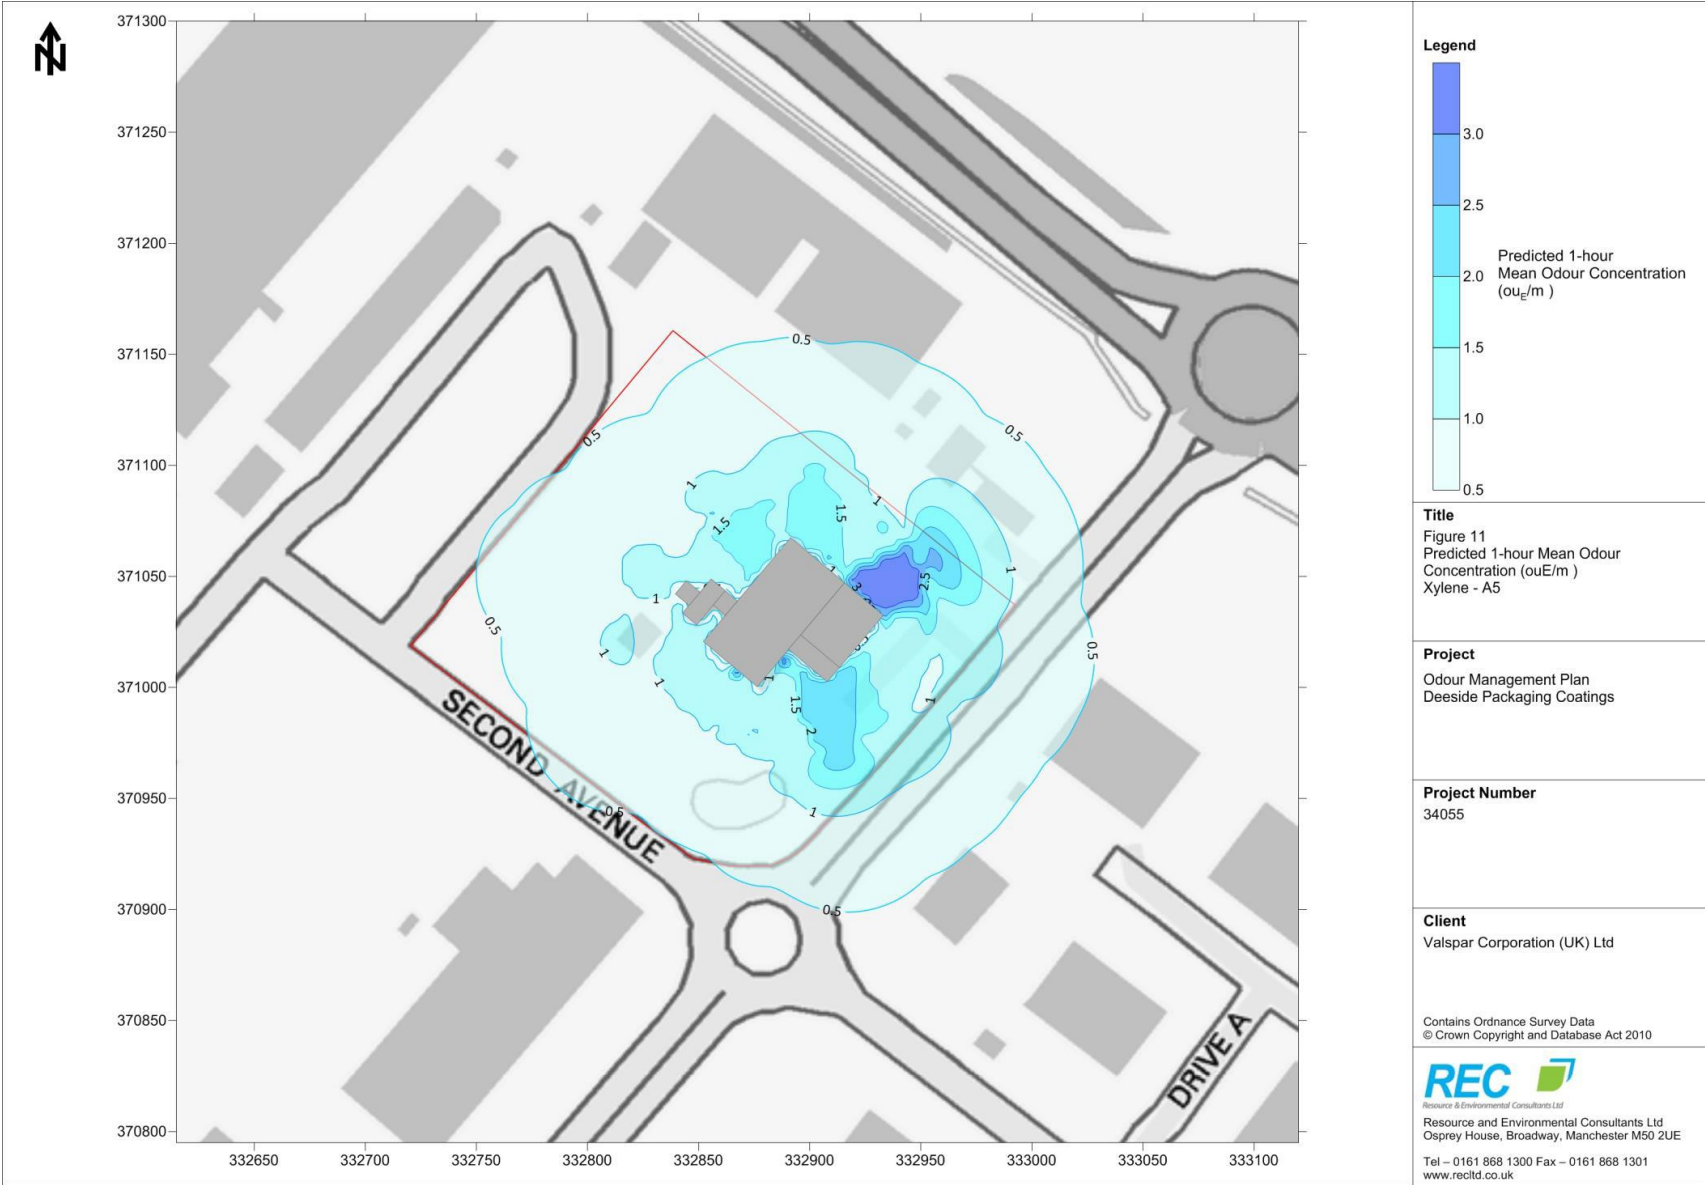 N
371300
371250
371200
371150
371100
371050
371000
370950
370900
370850
370800
332650 332700 332750 332800 332850 332900 332950 333000 333050 333100
0.5
0.5
0.5
1
1
1.5
1.5
1
3
2.5
1
1
0.5
1
0.5
1
1
1.5
1
2
1
0.5
0.5
SECOND AVENUE
DRIVE A
Legend
3.0
2.5
2.0
1.5
1.0
0.5
Predicted 1-hour
Mean Odour Concentration
(ouE/m )
Title
Figure 11
Predicted 1-hour Mean Odour
Concentration (ouE/m )
Xylene - A5
Project
Odour Management Plan
Deeside Packaging Coatings
Project Number
34055
Client
Valspar Corporation (UK) Ltd
Contains Ordnance Survey Data
© Crown Copyright and Database Act 2010
REC
Resource & Environmental Consultants Ltd
Resource and Environmental Consultants Ltd
Osprey House, Broadway, Manchester M50 2UE
Tel – 0161 868 1300 Fax – 0161 868 1301
www.recltd.co.uk